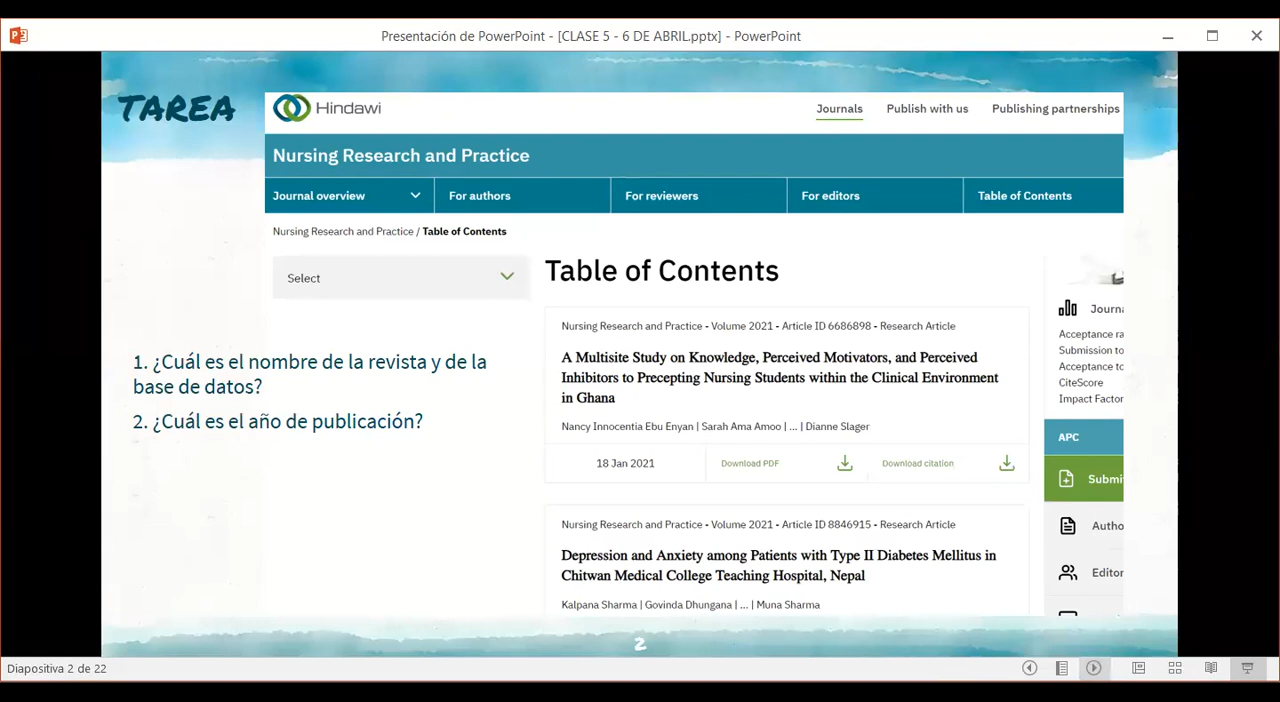 Presentación de PowerPoint - [CLASE 5 - 6 DE ABRIL.pptx] - PowerPoint
TAREA
Hindawi
Journals
Publish with us
Publishing partnerships
Nursing Research and Practice
Journal overview
For authors
For reviewers
For editors
Table of Contents
Nursing Research and Practice / Table of Contents
Select
Table of Contents
1. ¿Cuál es el nombre de la revista y de la
base de datos?
2. ¿Cuál es el año de publicación?
Nursing Research and Practice - Volume 2021 - Article ID 6686898 - Research Article
A Multisite Study on Knowledge, Perceived Motivators, and Perceived
Inhibitors to Precepting Nursing Students within the Clinical Environment
in Ghana
Nancy Innocentia Ebu Enyan | Sarah Ama Amoo | ... | Dianne Slager
18 Jan 2021
Download PDF
Download citation
Nursing Research and Practice - Volume 2021 - Article ID 8846915 - Research Article
Depression and Anxiety among Patients with Type II Diabetes Mellitus in
Chitwan Medical College Teaching Hospital, Nepal
Kalpana Sharma | Govinda Dhungana | ... | Muna Sharma
Journa
Acceptance ra
Submission to
Acceptance to
CiteScore
Impact Factor
APC
Submi
Autho
Editor
2
Diapositiva 2 de 22